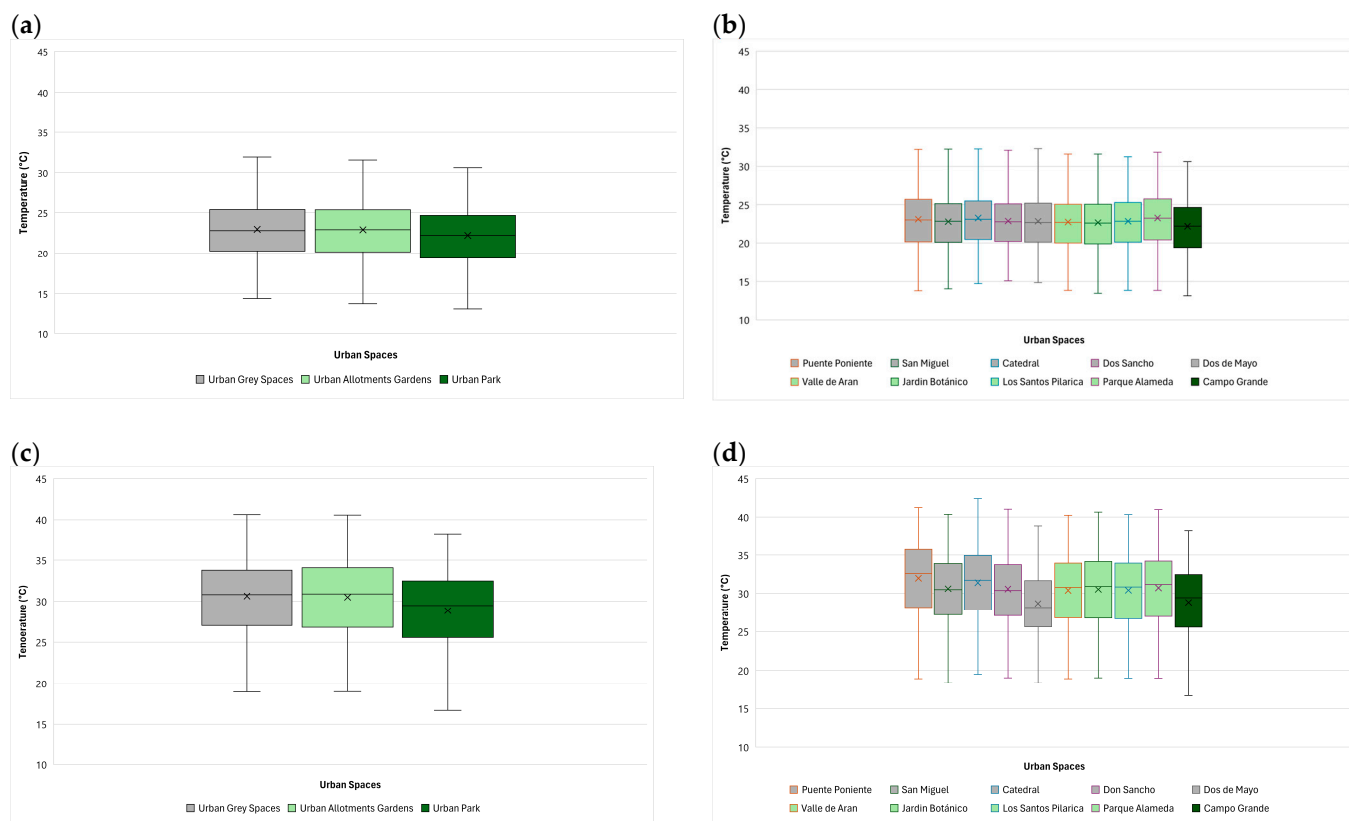 (a)
45
40
35
30
25
20
15
10
Temperature (°C)
Urban Spaces
Urban Grey Spaces Urban Allotments Gardens Urban Park
(b)
45
40
35
30
25
20
15
10
Temperature (°C)
Urban Spaces
Puente Poniente San Miguel Catedral Dos Sancho Dos de Mayo
Valle de Aran Jardin Botánico Los Santos Pilarica Parque Alameda Campo Grande
(c)
45
40
35
30
25
20
15
10
Tenoerature (°C)
Urban Spaces
Urban Grey Spaces Urban Allotments Gardens Urban Park
(d)
45
40
35
30
25
20
15
10
Temperature (°C)
Urban Spaces
Puente Poniente San Miguel Catedral Don Sancho Dos de Mayo
Valle de Aran Jardin Botánico Los Santos Pilarica Parque Alameda Campo Grande